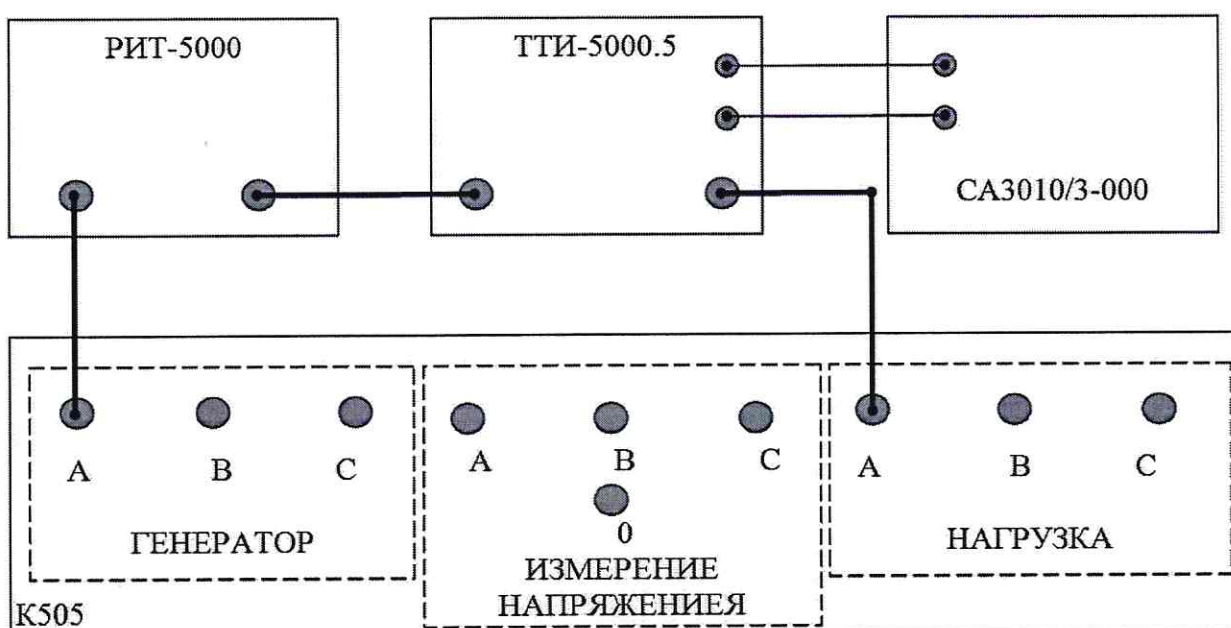 РИТ-5000
ТТИ-5000.5
СА3010/3-000
А
В
С
ГЕНЕРАТОР
А
В
С
0
ИЗМЕРЕНИЕ
НАПРЯЖЕНИЕЯ
А
В
С
НАГРУЗКА
К505